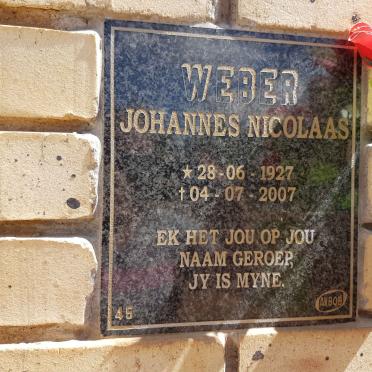 WEBER
JOHANNES NICOLAAS
★ 28 - 06 - 1927
† 04 - 07 - 2007
EK HET JOU OP JOU
NAAM GEROEP,
JY IS MYNE.
45